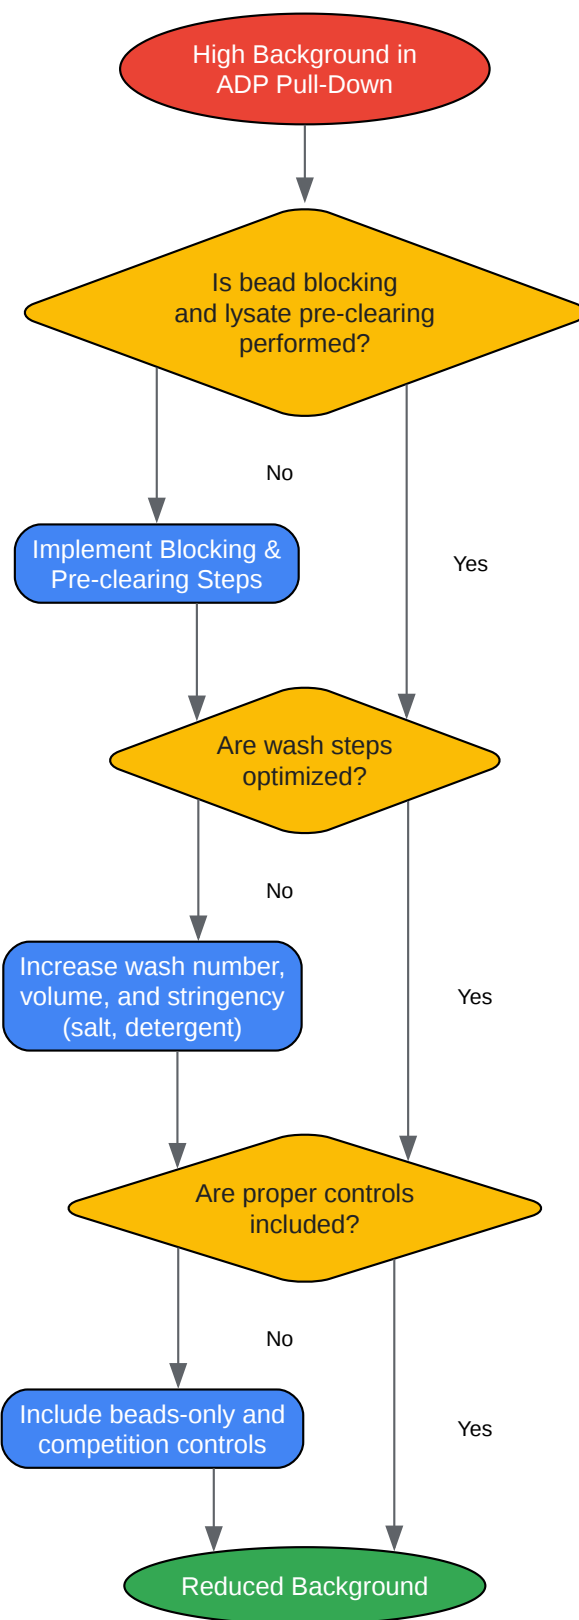 High Background in
ADP Pull-Down
Is bead blocking
and lysate pre-clearing
performed?
No
Implement Blocking &
Pre-clearing Steps
Yes
Are wash steps
optimized?
No
Increase wash number,
volume, and stringency
(salt, detergent)
Yes
Are proper controls
included?
No
Include beads-only and
competition controls
Yes
Reduced Background